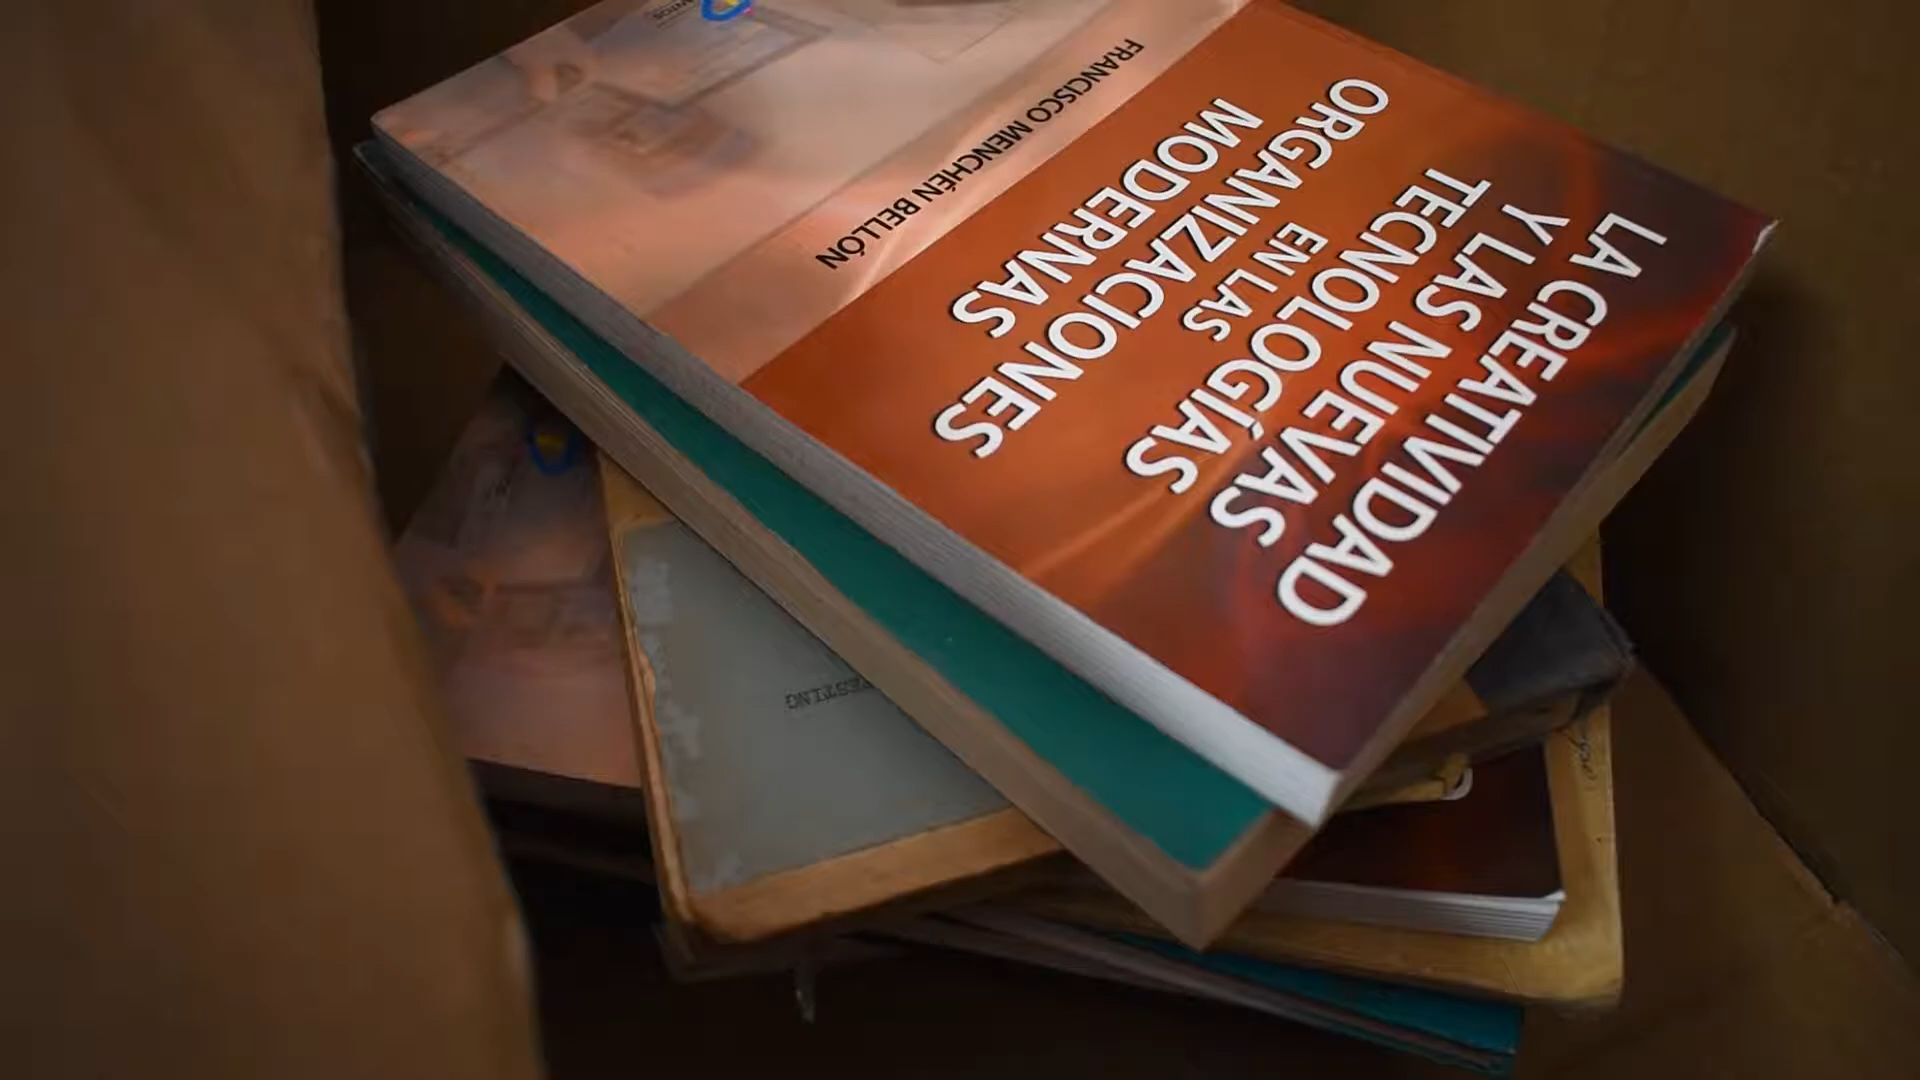 LA CREATIVIDAD
Y LAS NUEVAS
TECNOLOGÍAS
EN LAS
ORGANIZACIONES
MODERNAS
FRANCISCO MENCHÉN BELLÓN